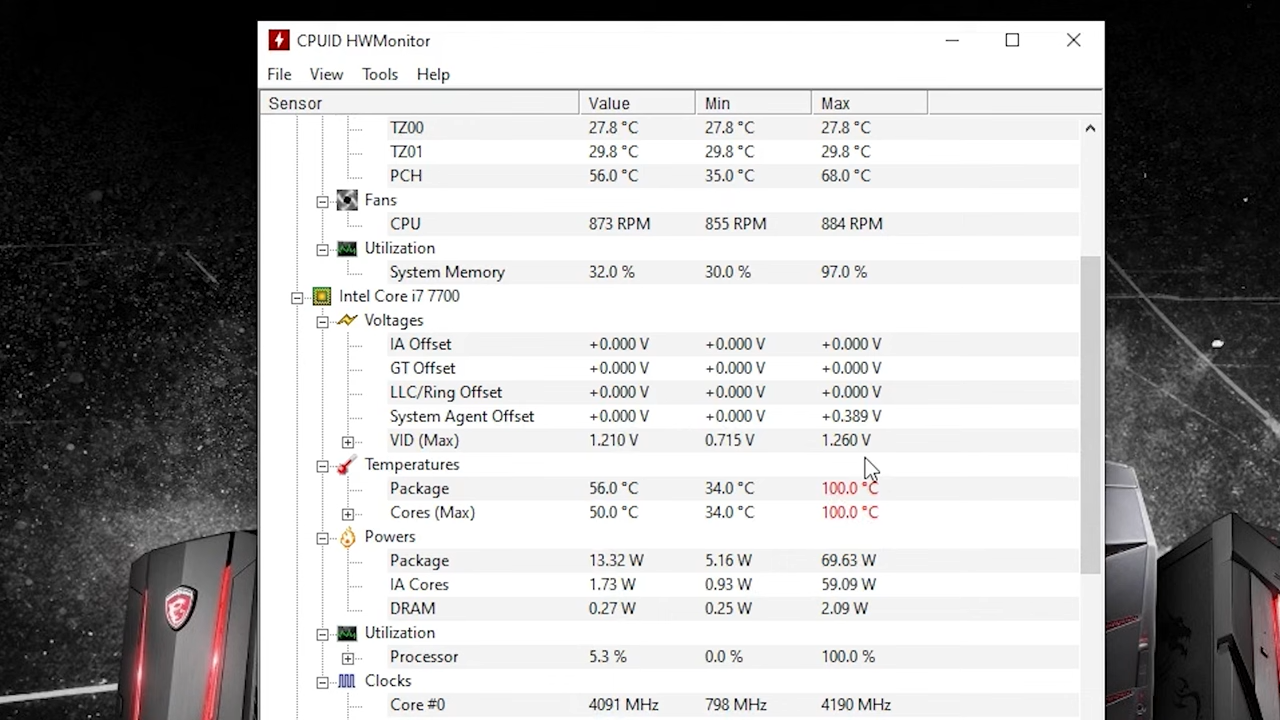 CPUID HWMonitor
File View Tools Help
Sensor Value Min Max
TZ00 27.8 °C 27.8 °C 27.8 °C
TZ01 29.8 °C 29.8 °C 29.8 °C
PCH 56.0 °C 35.0 °C 68.0 °C
Fans
CPU 873 RPM 855 RPM 884 RPM
Utilization
System Memory 32.0 % 30.0 % 97.0 %
Intel Core i7 7700
Voltages
IA Offset +0.000 V +0.000 V +0.000 V
GT Offset +0.000 V +0.000 V +0.000 V
LLC/Ring Offset +0.000 V +0.000 V +0.000 V
System Agent Offset +0.000 V +0.000 V +0.389 V
VID (Max) 1.210 V 0.715 V 1.260 V
Temperatures
Package 56.0 °C 34.0 °C 100.0 °C
Cores (Max) 50.0 °C 34.0 °C 100.0 °C
Powers
Package 13.32 W 5.16 W 69.63 W
IA Cores 1.73 W 0.93 W 59.09 W
DRAM 0.27 W 0.25 W 2.09 W
Utilization
Processor 5.3 % 0.0 % 100.0 %
Clocks
Core #0 4091 MHz 798 MHz 4190 MHz